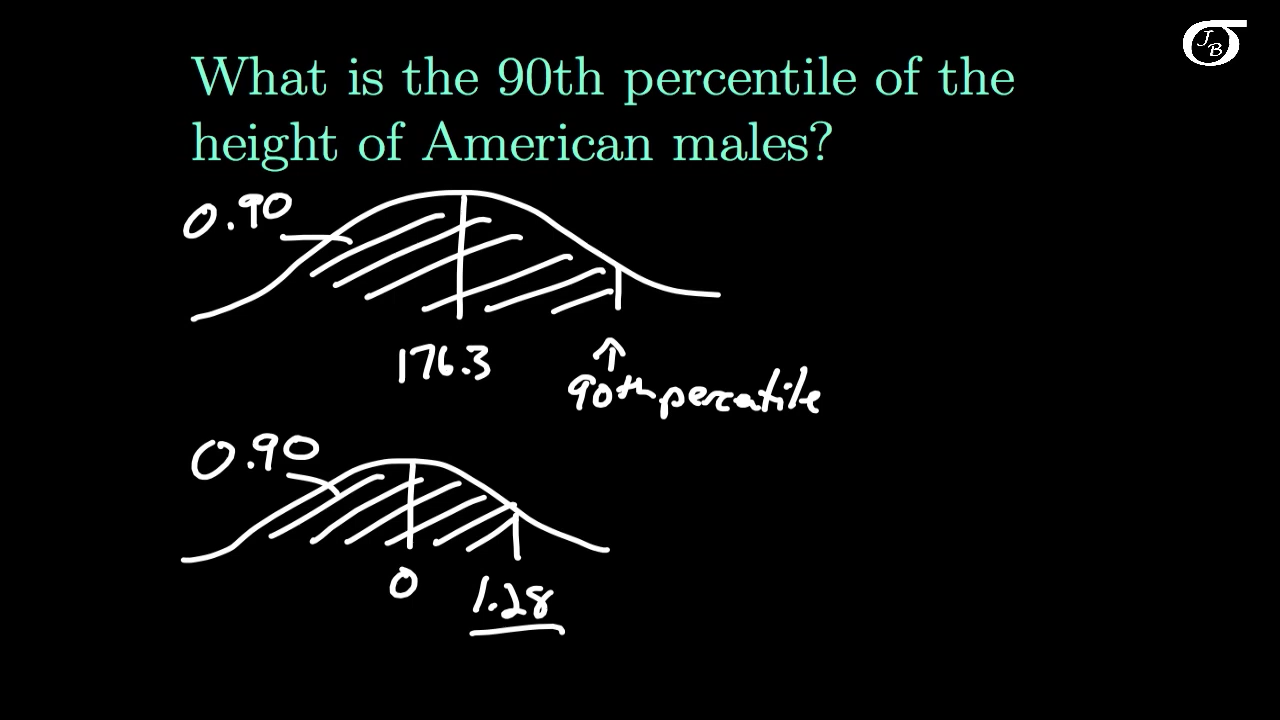 What is the 90th percentile of the
height of American males?
JB
0.90
176.3
90th percentile
0.90
0
1.28